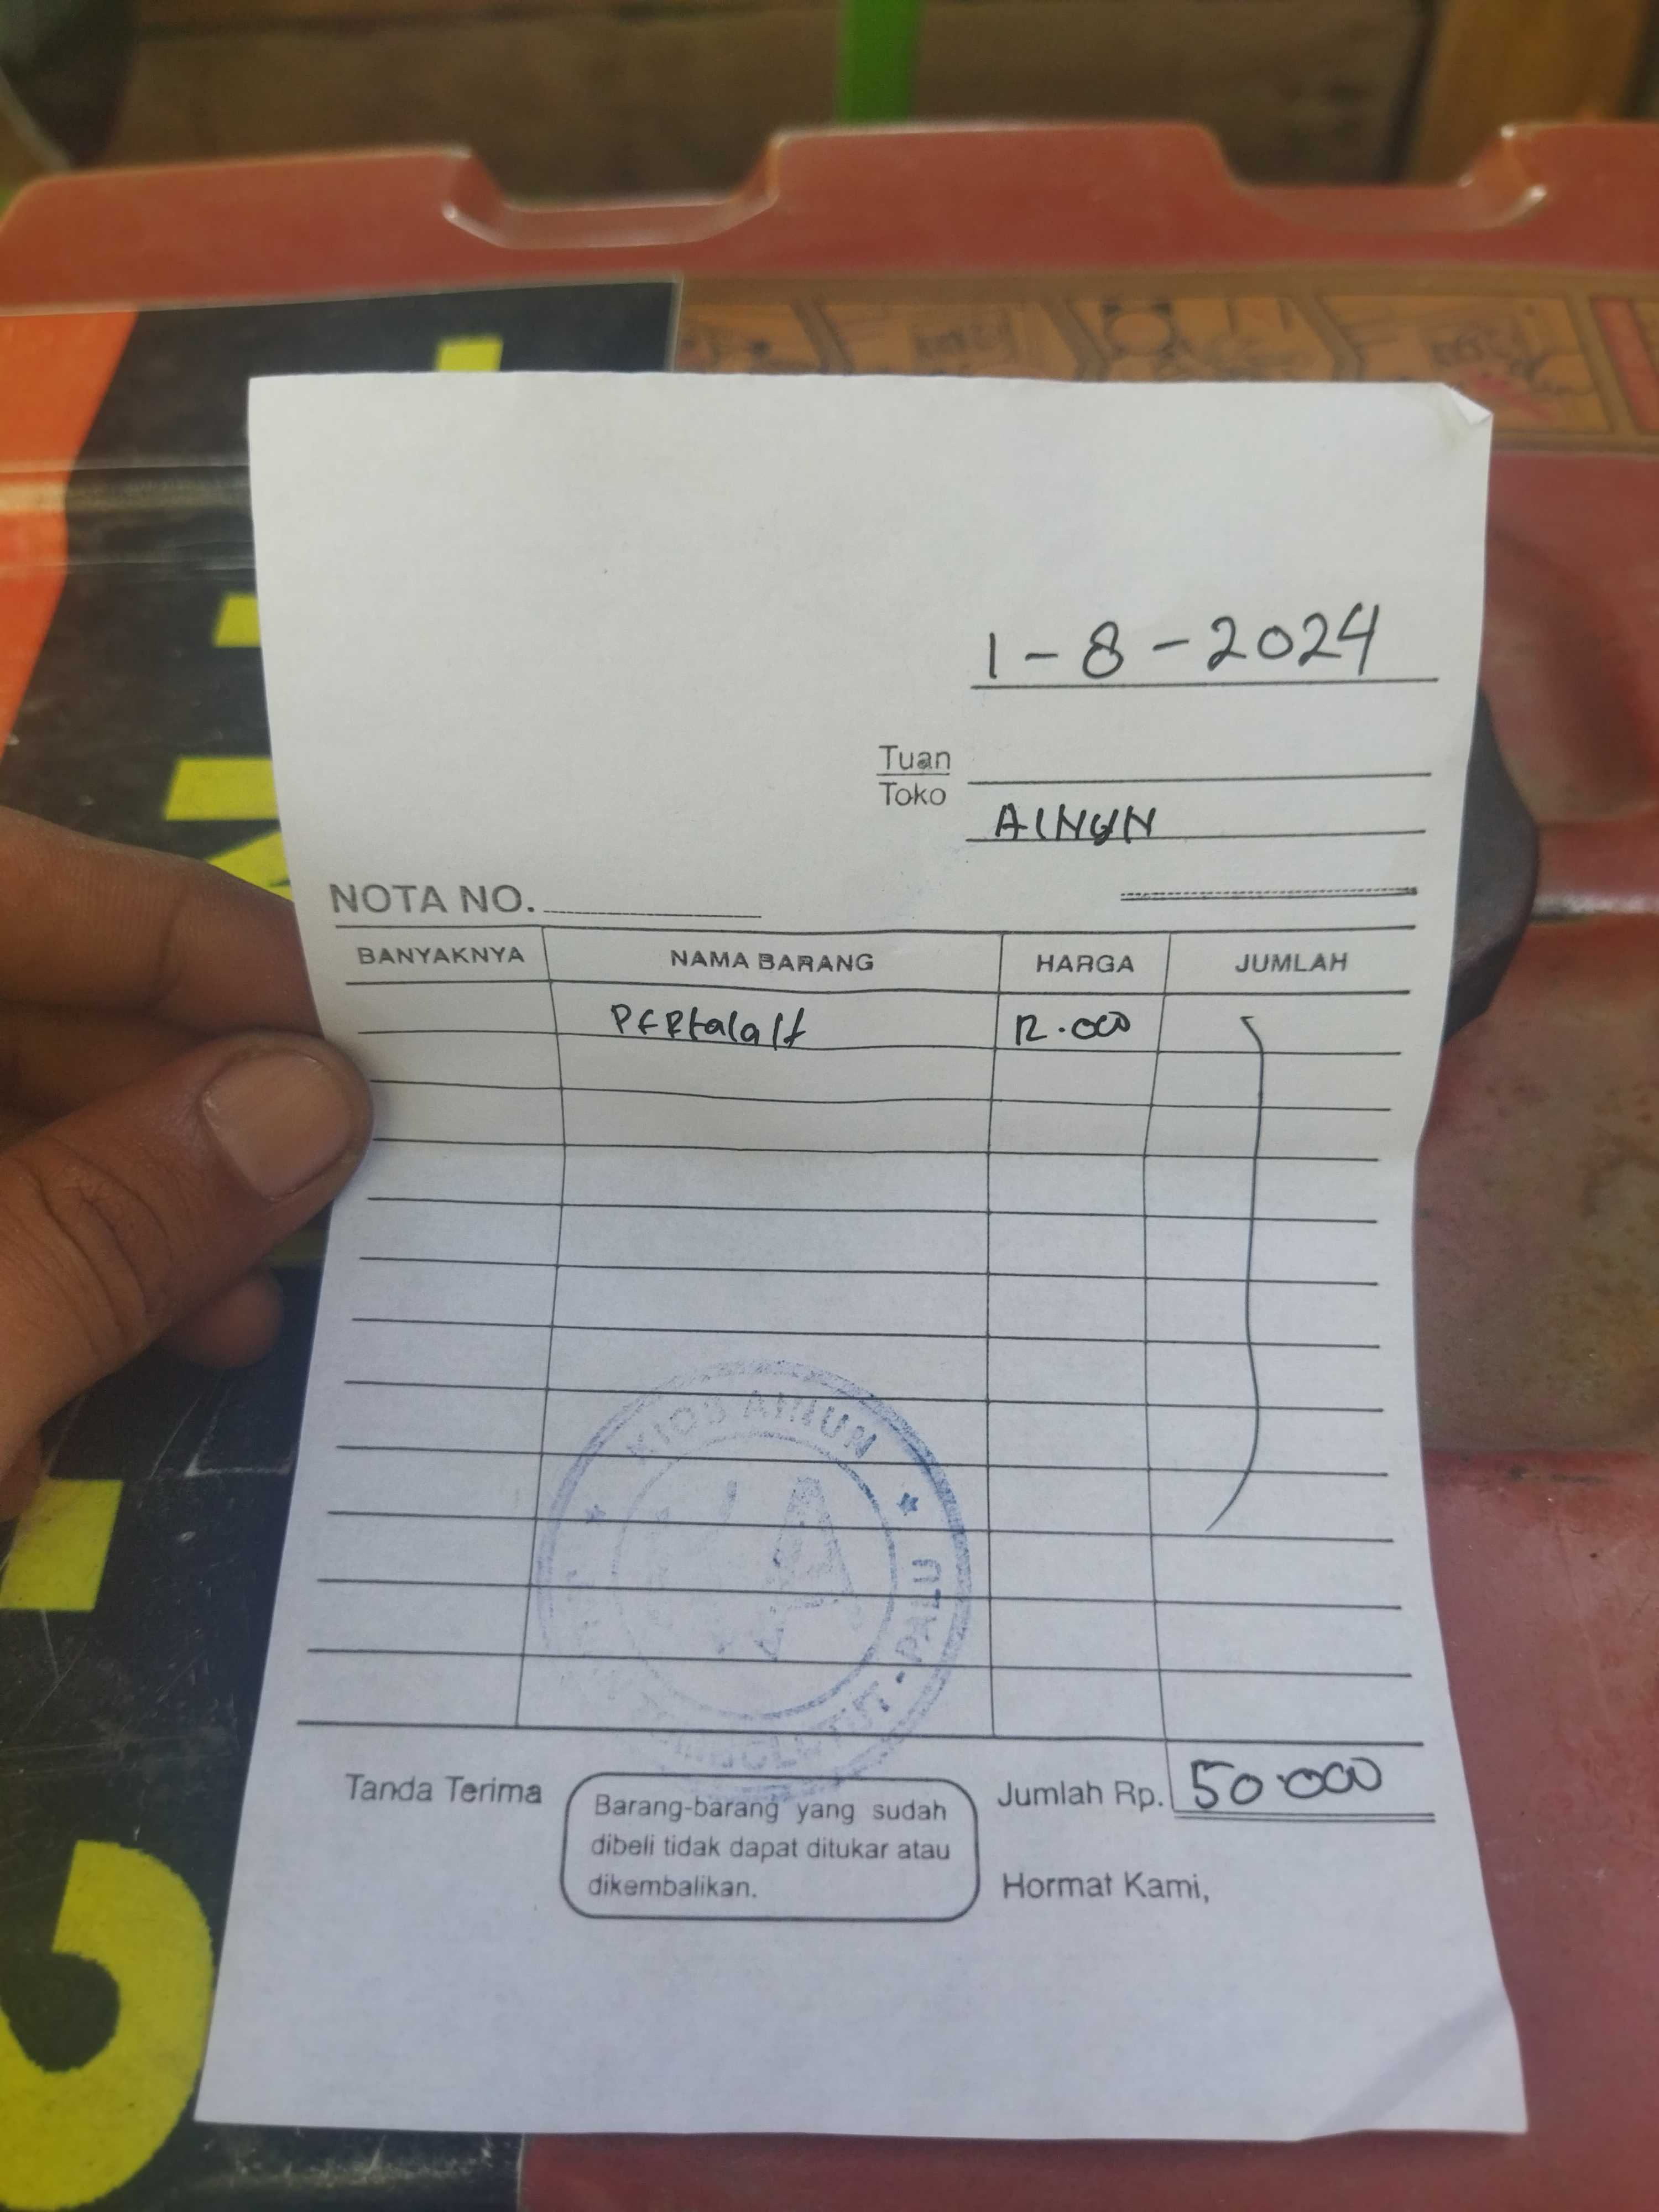 1-8-2024
Tuan
Toko
AINUN
NOTA NO.
BANYAKNYA NAMA BARANG HARGA JUMLAH
PERtalalt 12.000
KIOS AINUN
PALU
Tanda Terima
Barang-barang yang sudah
dibeli tidak dapat ditukar atau
dikembalikan.
Jumlah Rp. 50.000
Hormat Kami,